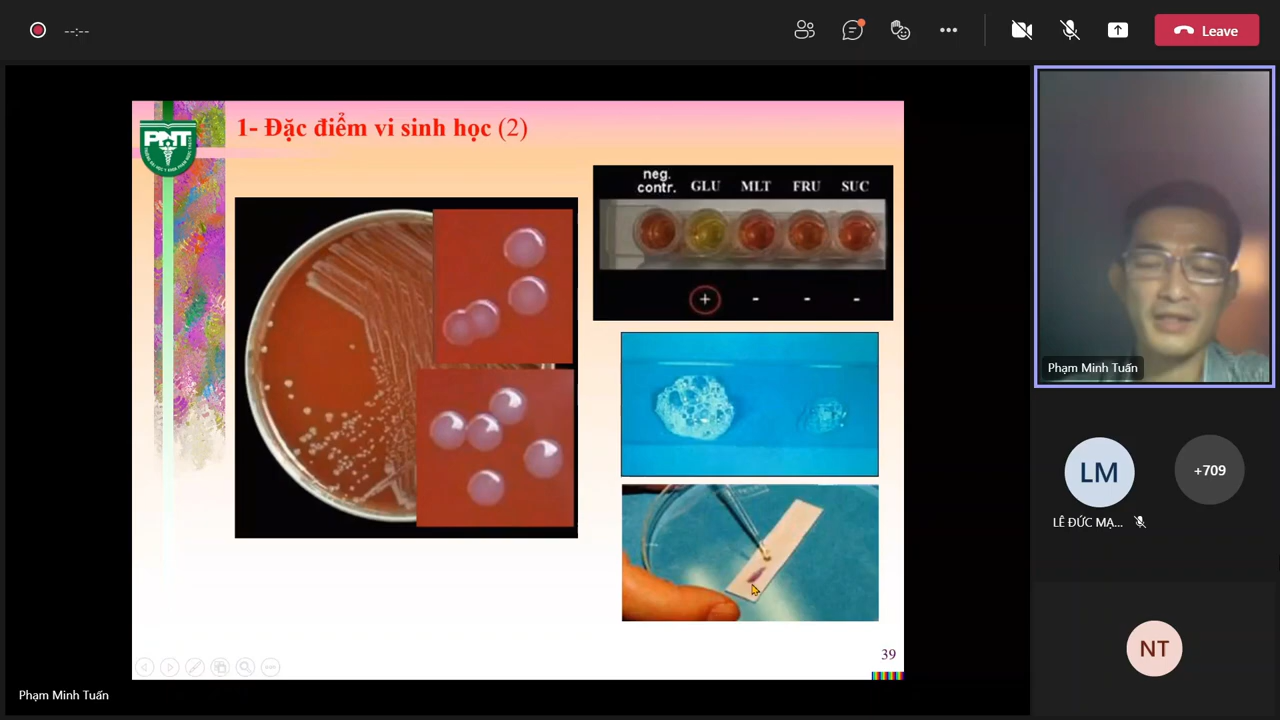 --:--
Leave
1- Đặc điểm vi sinh học (2)
PNT
neg.
contr. GLU MLT FRU SUC
+ - - -
39
Phạm Minh Tuấn
Phạm Minh Tuấn
LM
+709
LÊ ĐỨC MẠ...
NT